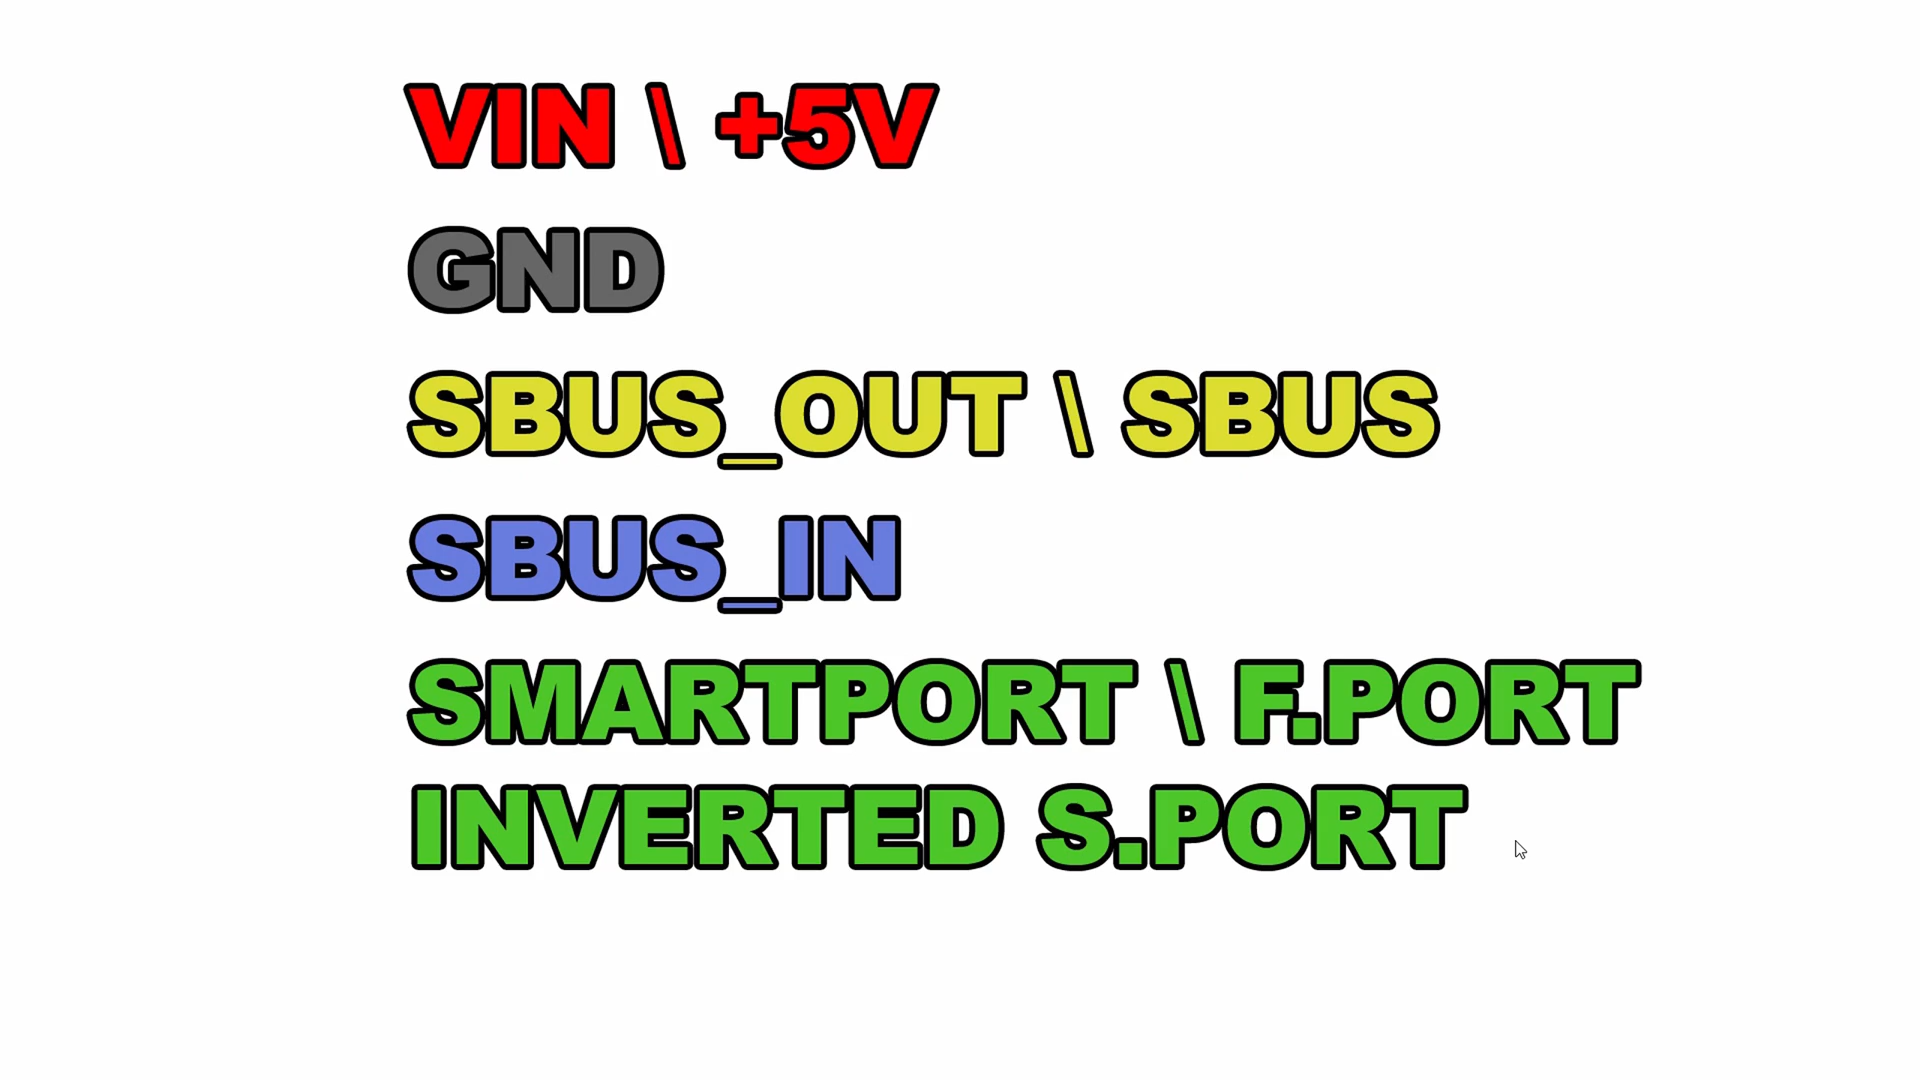 VIN \ +5V
GND
SBUS_OUT \ SBUS
SBUS_IN
SMARTPORT \ F.PORT
INVERTED S.PORT